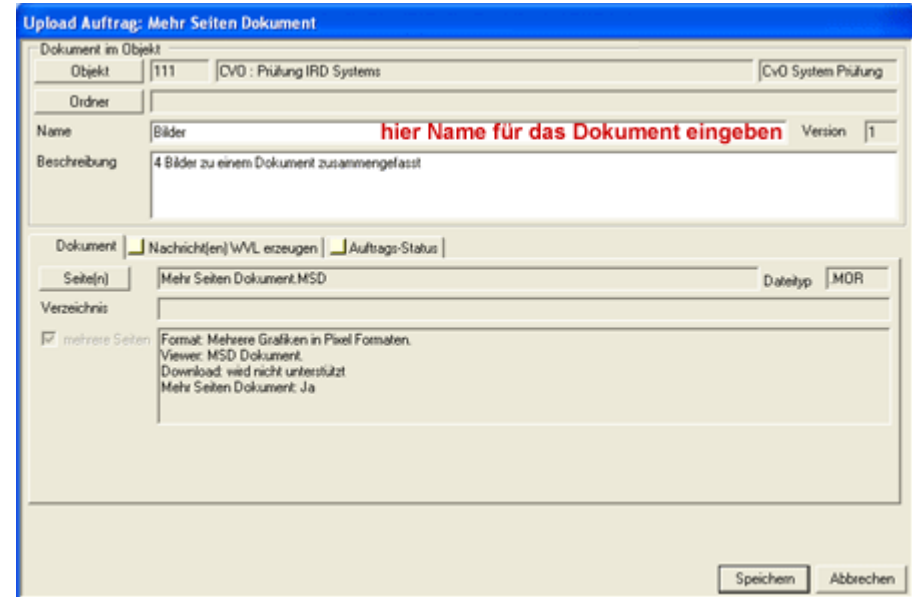 Upload Auftrag: Mehr Seiten Dokument
Dokument im Objekt
Objekt 111 CVO : Prüfung IRD Systems CvO System Prüfung
Ordner
Name Bilder hier Name für das Dokument eingeben Version 1
Beschreibung 4 Bilder zu einem Dokument zusammengefasst
Dokument Nachricht(en) WVL erzeugen Auftrags-Status
Seite(n) Mehr Seiten Dokument.MSD Dateityp .MOR
Verzeichnis
mehrere Seiten Format: Mehrere Grafiken in Pixel Formaten.
Viewer: MSD Dokument.
Download: wird nicht unterstützt
Mehr Seiten Dokument: Ja
Speichern Abbrechen